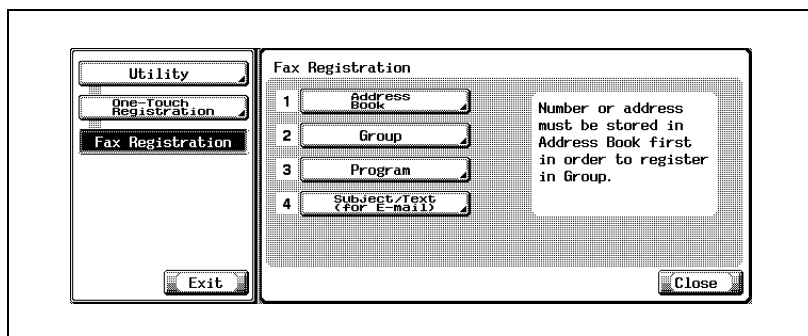 Utility
One-Touch
Registration
Fax Registration
Exit
Fax Registration
1 Address
Book
2 Group
3 Program
4 Subject/Text
(for E-mail)
Number or address
must be stored in
Address Book first
in order to register
in Group.
Close